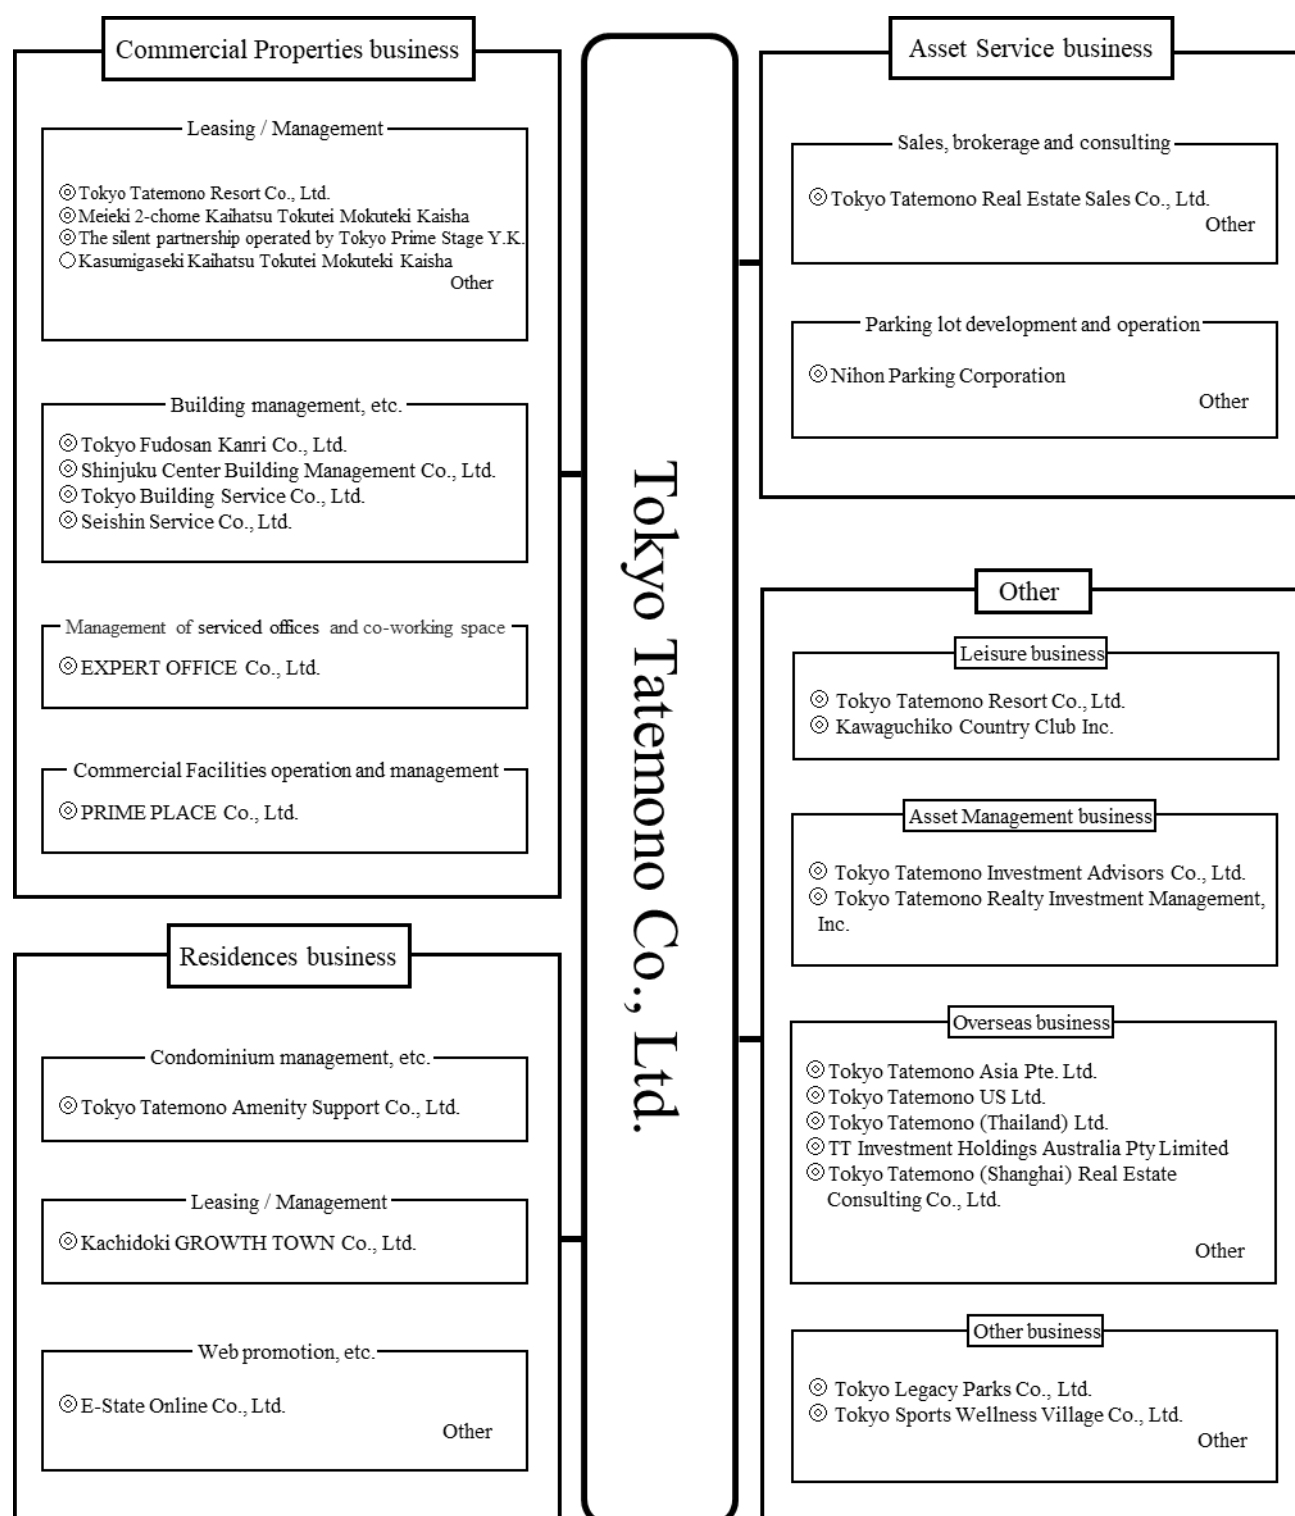 Commercial Properties business
Leasing / Management
◎Tokyo Tatemono Resort Co., Ltd.
◎Meieki 2-chome Kaihatsu Tokutei Mokuteki Kaisha
◎The silent partnership operated by Tokyo Prime Stage Y.K.
○Kasumigaseki Kaihatsu Tokutei Mokuteki Kaisha
Other
Building management, etc.
◎Tokyo Fudosan Kanri Co., Ltd.
◎Shinjuku Center Building Management Co., Ltd.
◎Tokyo Building Service Co., Ltd.
◎Seishin Service Co., Ltd.
Management of serviced offices and co-working space
◎EXPERT OFFICE Co., Ltd.
Commercial Facilities operation and management
◎PRIME PLACE Co., Ltd.
Residences business
Condominium management, etc.
◎Tokyo Tatemono Amenity Support Co., Ltd.
Leasing / Management
◎Kachidoki GROWTH TOWN Co., Ltd.
Web promotion, etc.
◎E-State Online Co., Ltd.
Other
Tokyo Tatemono Co., Ltd.
Asset Service business
Sales, brokerage and consulting
◎Tokyo Tatemono Real Estate Sales Co., Ltd.
Other
Parking lot development and operation
◎Nihon Parking Corporation
Other
Other
Leisure business
◎ Tokyo Tatemono Resort Co., Ltd.
◎ Kawaguchiko Country Club Inc.
Asset Management business
◎ Tokyo Tatemono Investment Advisors Co., Ltd.
◎ Tokyo Tatemono Realty Investment Management,
Inc.
Overseas business
◎Tokyo Tatemono Asia Pte. Ltd.
◎Tokyo Tatemono US Ltd.
◎Tokyo Tatemono (Thailand) Ltd.
◎TT Investment Holdings Australia Pty Limited
◎Tokyo Tatemono (Shanghai) Real Estate
Consulting Co., Ltd.
Other
Other business
◎ Tokyo Legacy Parks Co., Ltd.
◎ Tokyo Sports Wellness Village Co., Ltd.
Other